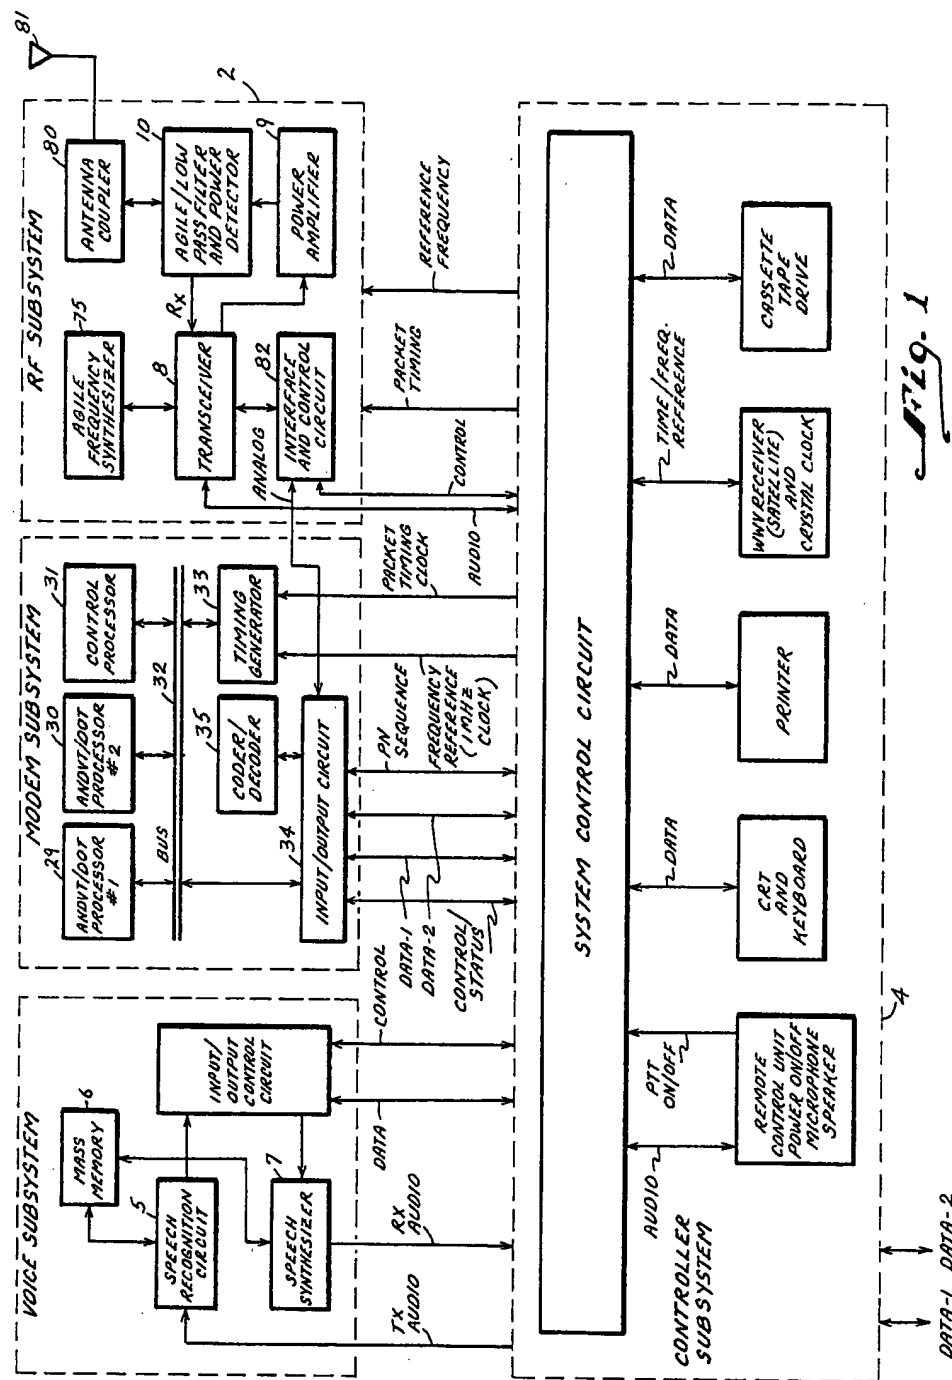 VOICE SUBSYSTEM
MASS
MEMORY
6
5
SPEECH
RECOGNITION
CIRCUIT
INPUT/
OUTPUT
CONTROL
CIRCUIT
7
SPEECH
SYNTHESIZER
TX
AUDIO
RX
AUDIO
DATA
CONTROL
MODEM SUBSYSTEM
29
ANDVT/DOT
PROCESSOR
#1
30
ANDVT/DOT
PROCESSOR
#2
31
CONTROL
PROCESSOR
BUS
32
35
CODER/
DECODER
33
TIMING
GENERATOR
34
INPUT/OUTPUT CIRCUIT
CONTROL/
STATUS
DATA-1
DATA-2
PN
SEQUENCE
FREQUENCY
REFERENCE
(1MHz
CLOCK)
PACKET
TIMING
CLOCK
RF SUBSYSTEM
2
75
AGILE
FREQUENCY
SYNTHESIZER
80
ANTENNA
COUPLER
81
8
TRANSCEIVER
RX
10
AGILE/LOW
PASS FILTER
AND POWER
DETECTOR
ANALOG
82
INTERFACE
AND CONTROL
CIRCUIT
9
POWER
AMPLIFIER
AUDIO
CONTROL
PACKET
TIMING
REFERENCE
FREQUENCY
SYSTEM CONTROL CIRCUIT
CONTROLLER
SUBSYSTEM
AUDIO
PTT
ON/OFF
DATA
DATA
TIME/FREQ.
REFERENCE
DATA
REMOTE
CONTROL UNIT
POWER ON/OFF
MICROPHONE
SPEAKER
CRT
AND
KEYBOARD
PRINTER
WWV RECEIVER
(SATELLITE)
AND
CRYSTAL CLOCK
CASSETTE
TAPE
DRIVE
4
DATA-1 DATA-2
Fig. 1